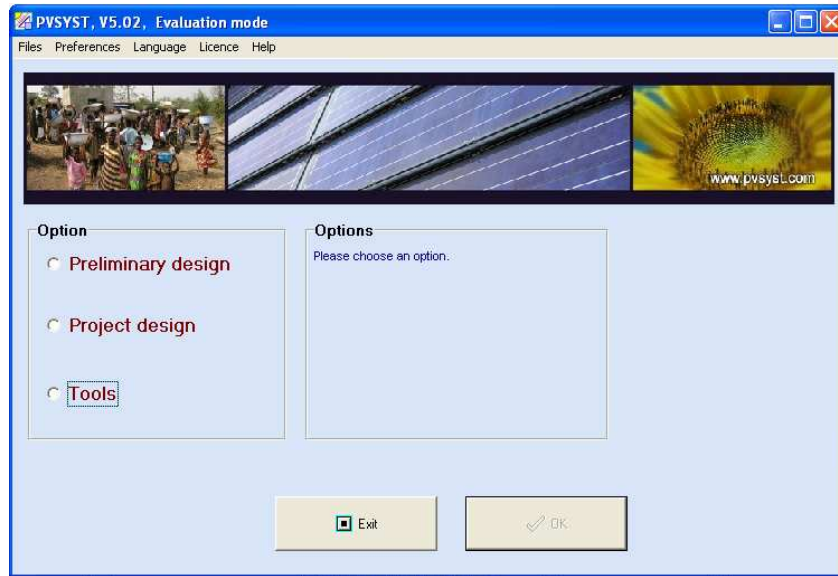 PVSYST, V5.02, Evaluation mode
Files Preferences Language Licence Help
www.pvsyst.com
Option
Preliminary design
Project design
Tools
Options
Please choose an option.
Exit
OK